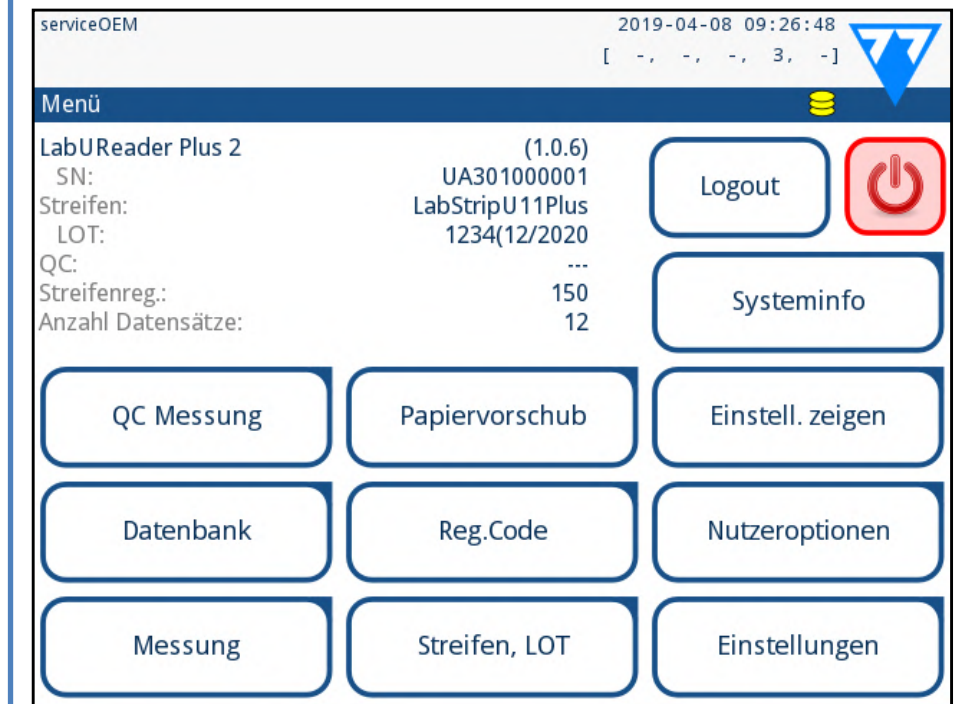 serviceOEM 2019-04-08 09:26:48
[ -, -, -, 3, -]
Menü
LabUReader Plus 2 (1.0.6)
SN: UA301000001
Streifen: LabStripU11Plus
LOT: 1234(12/2020
QC: ---
Streifenreg.: 150
Anzahl Datensätze: 12
Logout
Systeminfo
QC Messung Papiervorschub Einstell. zeigen
Datenbank Reg.Code Nutzeroptionen
Messung Streifen, LOT Einstellungen